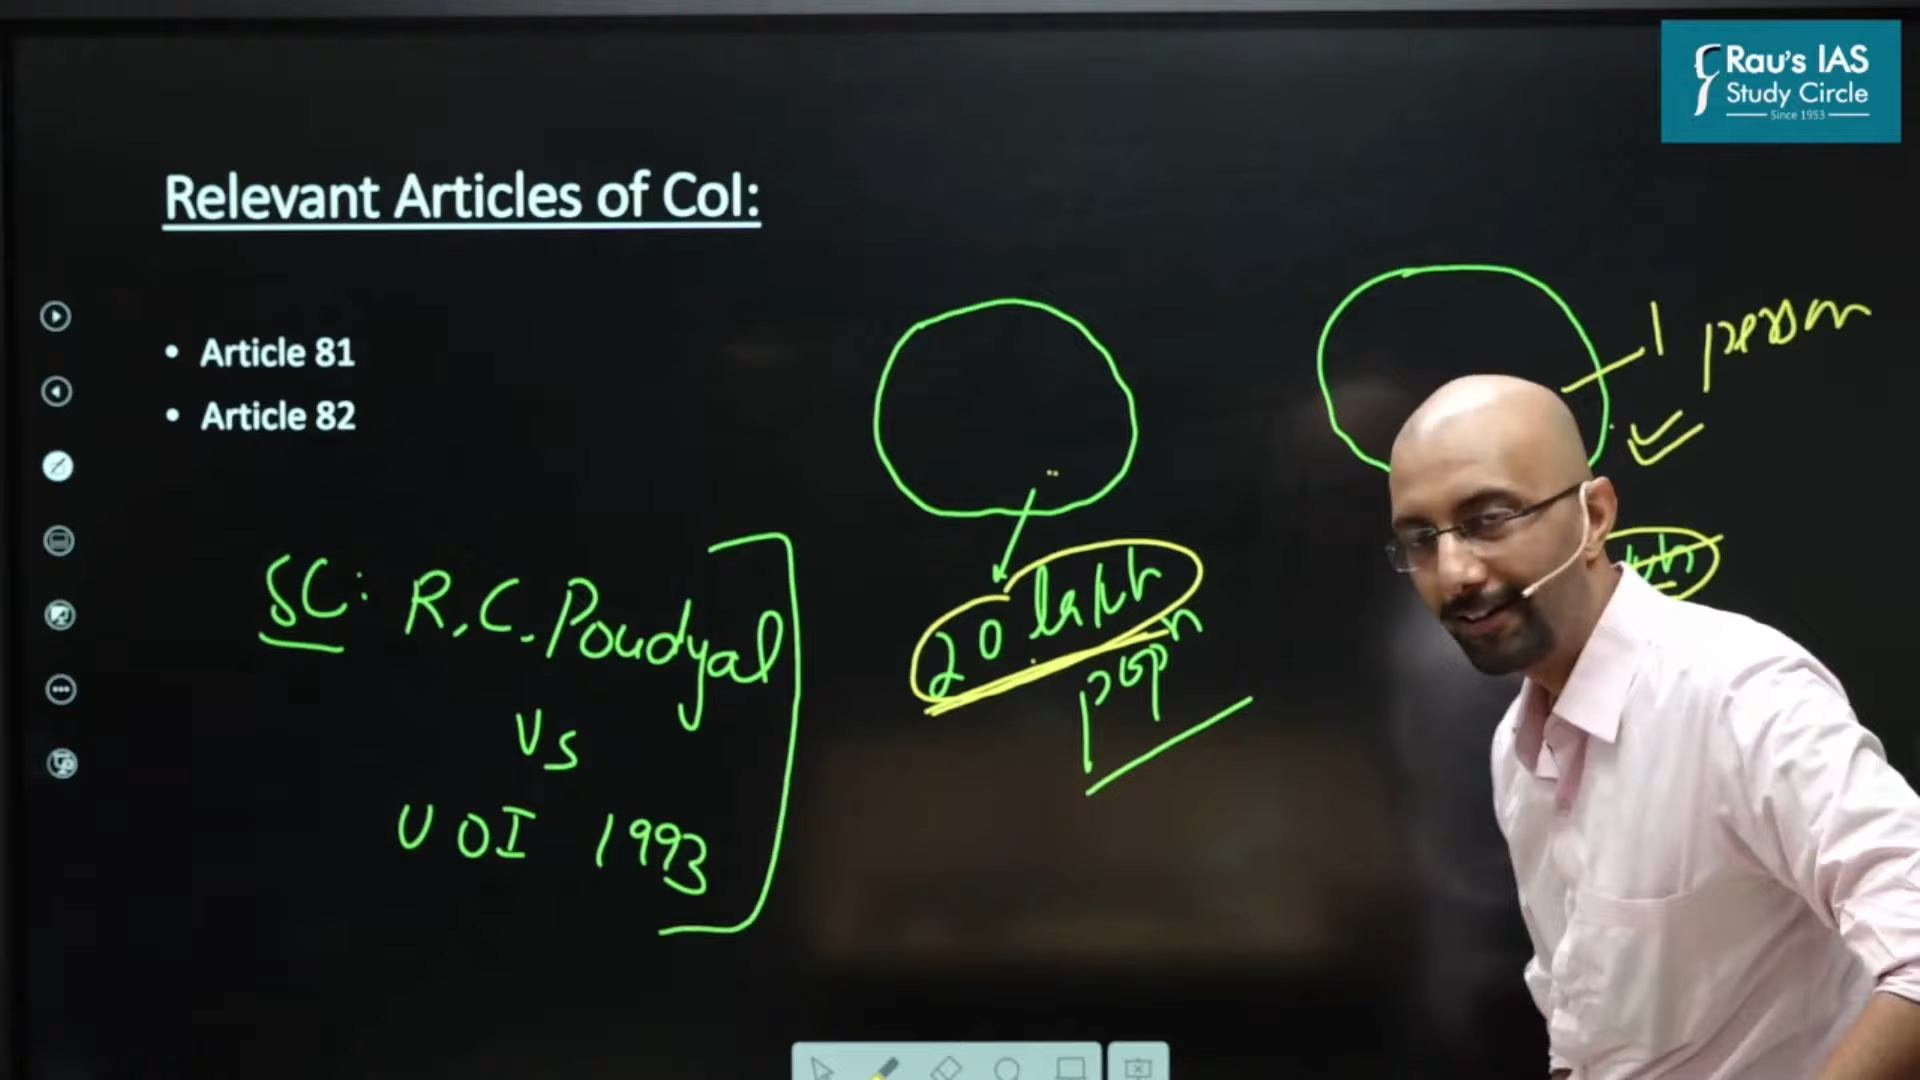 Rau's IAS
Study Circle
Since 1953
Relevant Articles of CoI:
• Article 81
• Article 82
SC: R.C. Poudyal
Vs
UOI 1993
20 lakh
popn
1 person